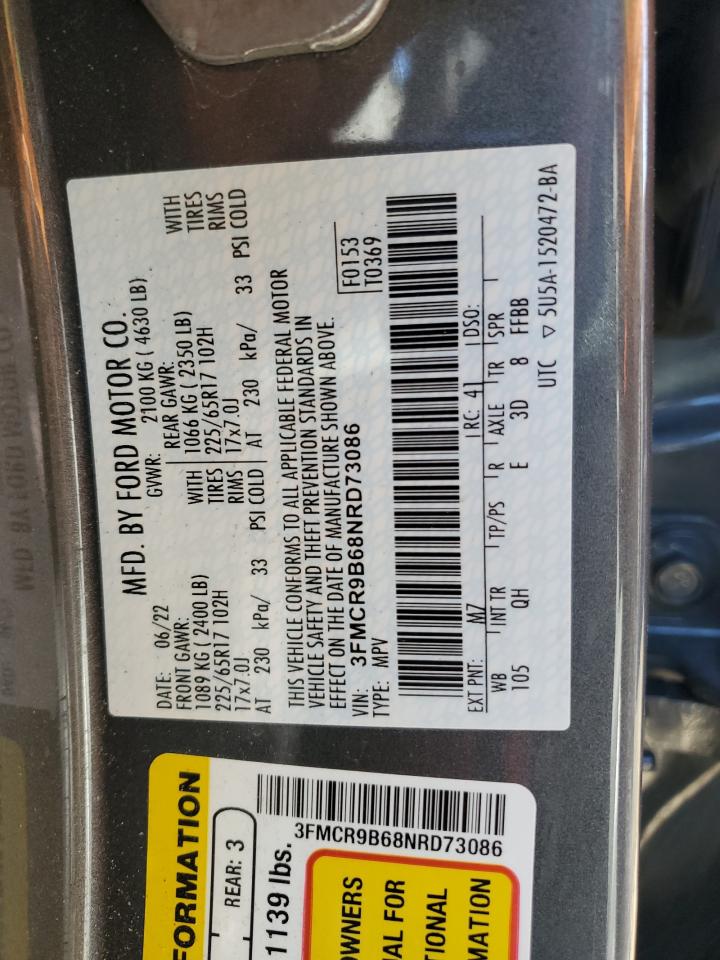 MFD. BY FORD MOTOR CO.
DATE: 06/22 GVWR: 2100 KG ( 4630 LB)
FRONT GAWR: REAR GAWR:
1089 KG ( 2400 LB) WITH 1066 KG ( 2350 LB) WITH
225/65R17 102H TIRES 225/65R17 102H TIRES
17x7.0J RIMS 17x7.0J RIMS
AT 230 kPa/ 33 PSI COLD AT 230 kPa/ 33 PSI COLD
THIS VEHICLE CONFORMS TO ALL APPLICABLE FEDERAL MOTOR
VEHICLE SAFETY AND THEFT PREVENTION STANDARDS IN
EFFECT ON THE DATE OF MANUFACTURE SHOWN ABOVE.
VIN: 3FMCR9B68NRD73086
TYPE: MPV
F0153
T0369
EXT PNT: M7 RC: 41 DSO:
WB INT TR TP/PS R AXLE TR SPR
105 QH E 3D 8 FFBB
UTC ▽ 5U5A-1520472-BA
FORMATION
REAR: 3
1139 lbs.
3FMCR9B68NRD73086
OWNERS
AL FOR
TIONAL
MATION